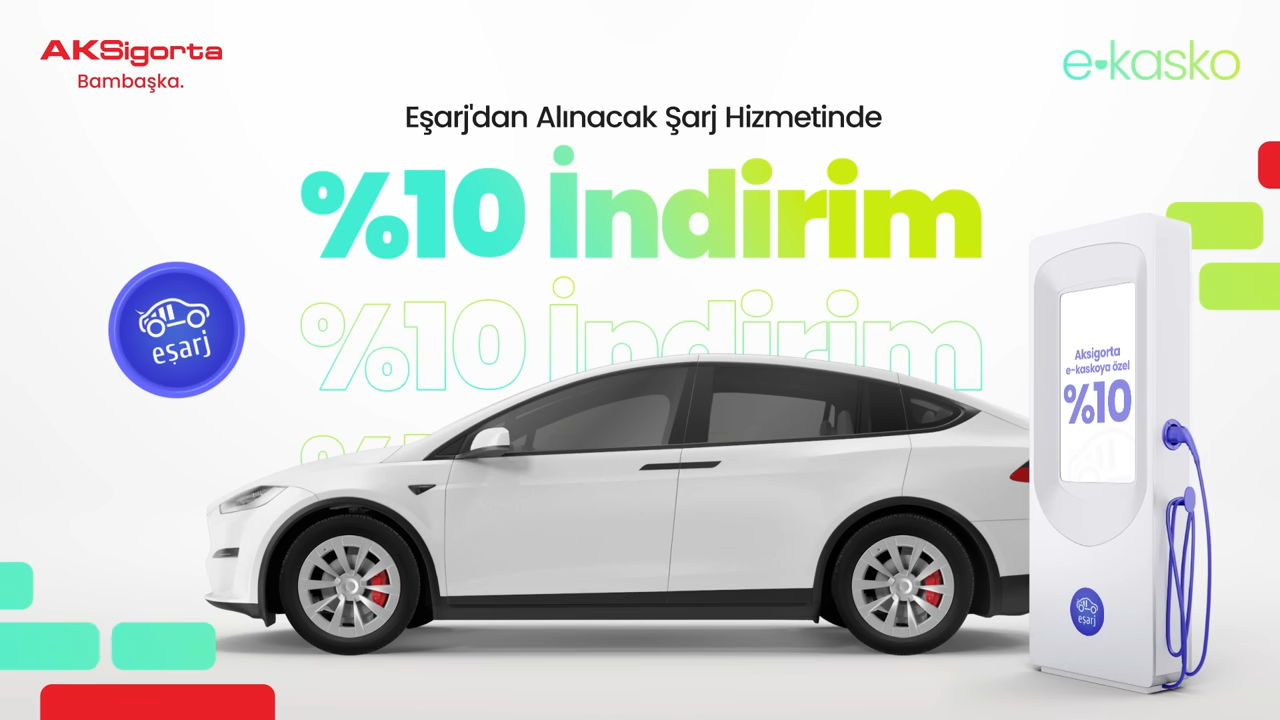 AKSigorta
Bambaşka.
e-kasko
Eşarj'dan Alınacak Şarj Hizmetinde
%10 İndirim
%10 İndirim
eşarj
Aksigorta
e-kaskoya özel
%10
eşarj